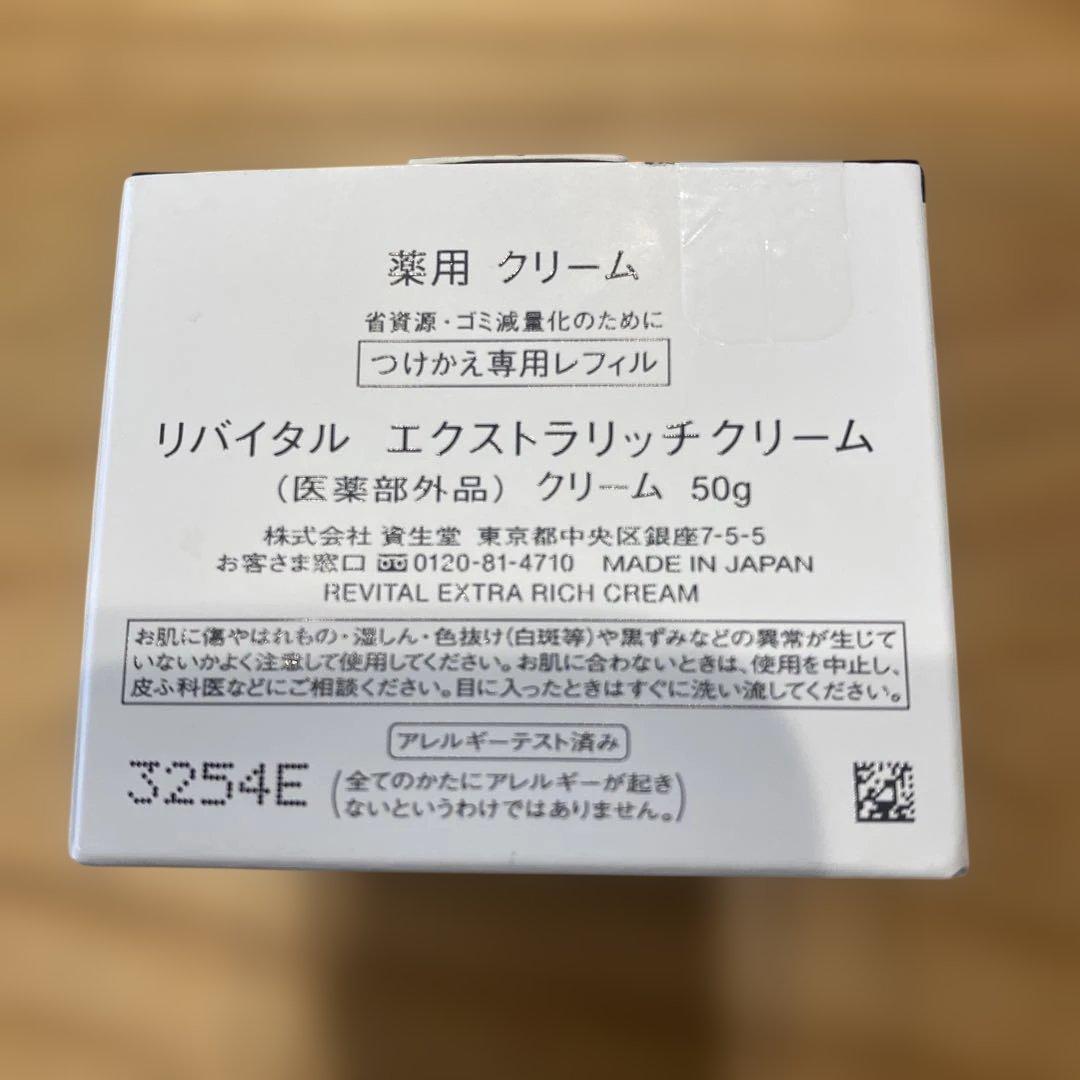 薬用 クリーム
省資源・ゴミ減量化のために
つけかえ専用レフィル
リバイタル エクストラリッチクリーム
(医薬部外品) クリーム 50g
株式会社 資生堂 東京都中央区銀座7-5-5
お客さま窓口 0120-81-4710 MADE IN JAPAN
REVITAL EXTRA RICH CREAM
お肌に傷やはれもの・湿しん・色抜け(白斑等)や黒ずみなどの異常が生じて
いないかよく注意して使用してください。お肌に合わないときは、使用を中止し、
皮ふ科医などにご相談ください。目に入ったときはすぐに洗い流してください。
アレルギーテスト済み
3254E
(全てのかたにアレルギーが起き
ないというわけではありません。)